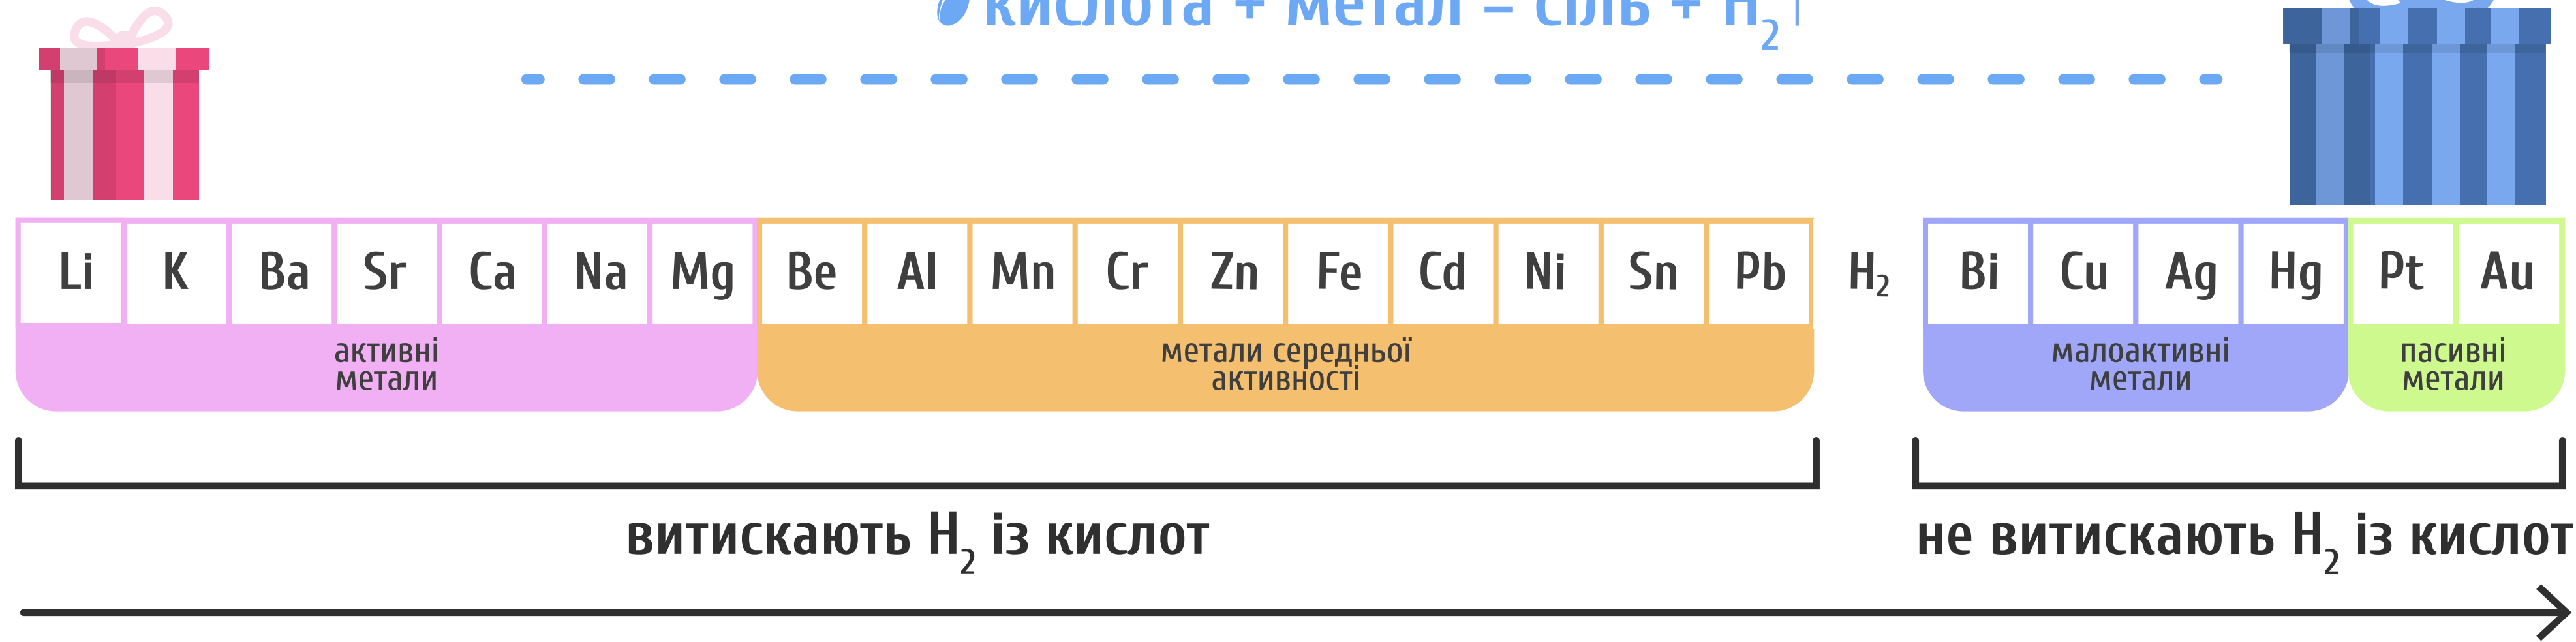 кислота + метал = сіль + H₂
Li K Ba Sr Ca Na Mg Be Al Mn Cr Zn Fe Cd Ni Sn Pb H₂ Bi Cu Ag Hg Pt Au
активні
метали
метали середньої
активності
малоактивні
метали
пасивні
метали
витискають H₂ із кислот
не витискають H₂ із кислот